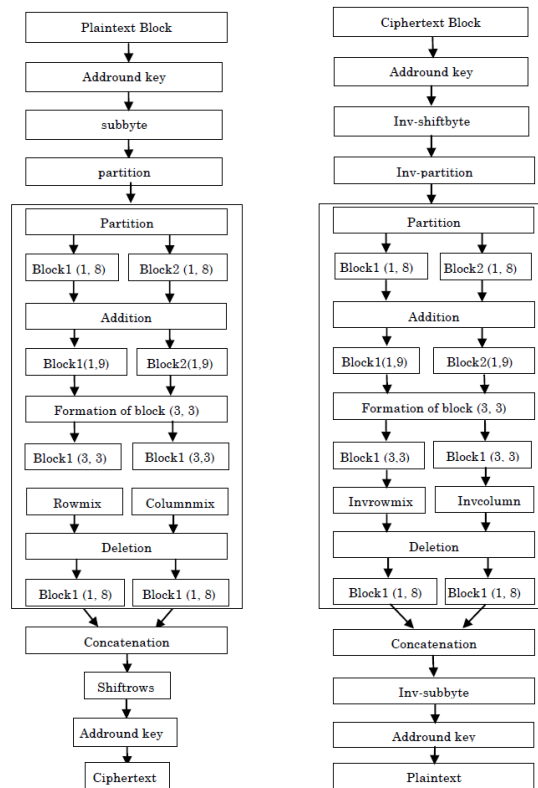 Plaintext Block
Addround key
subbyte
partition
Partition
Block1 (1, 8) Block2 (1, 8)
Addition
Block1(1,9) Block2(1,9)
Formation of block (3, 3)
Block1 (3, 3) Block1 (3,3)
Rowmix Columnmix
Deletion
Block1 (1, 8) Block1 (1, 8)
Concatenation
Shiftrows
Addround key
Ciphertext
Ciphertext Block
Addround key
Inv-shiftbyte
Inv-partition
Partition
Block1 (1, 8) Block2 (1, 8)
Addition
Block1(1,9) Block2(1,9)
Formation of block (3, 3)
Block1 (3,3) Block1 (3, 3)
Invrowmix Invcolumn
Deletion
Block1 (1, 8) Block1 (1, 8)
Concatenation
Inv-subbyte
Addround key
Plaintext